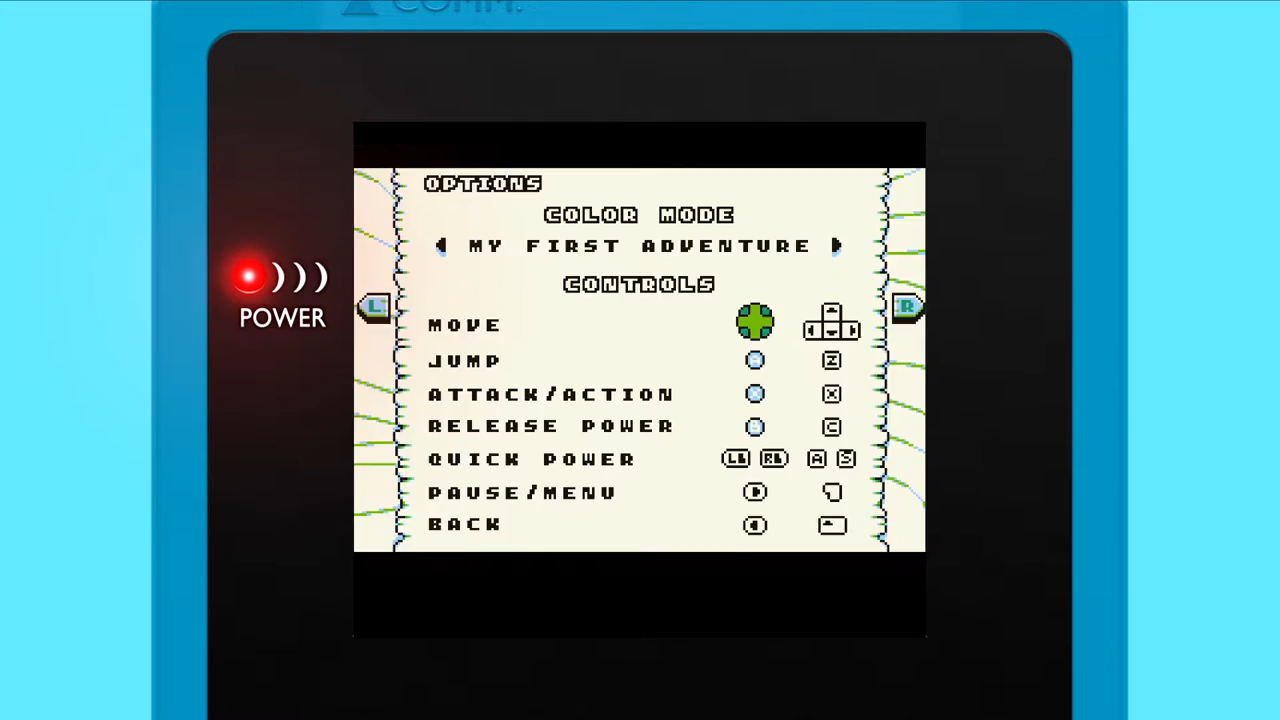 COMM.
OPTIONS
COLOR MODE
MY FIRST ADVENTURE
CONTROLS
L R
MOVE
JUMP Z
ATTACK/ACTION X X
RELEASE POWER C
QUICK POWER LB RB A S
PAUSE/MENU
BACK
POWER